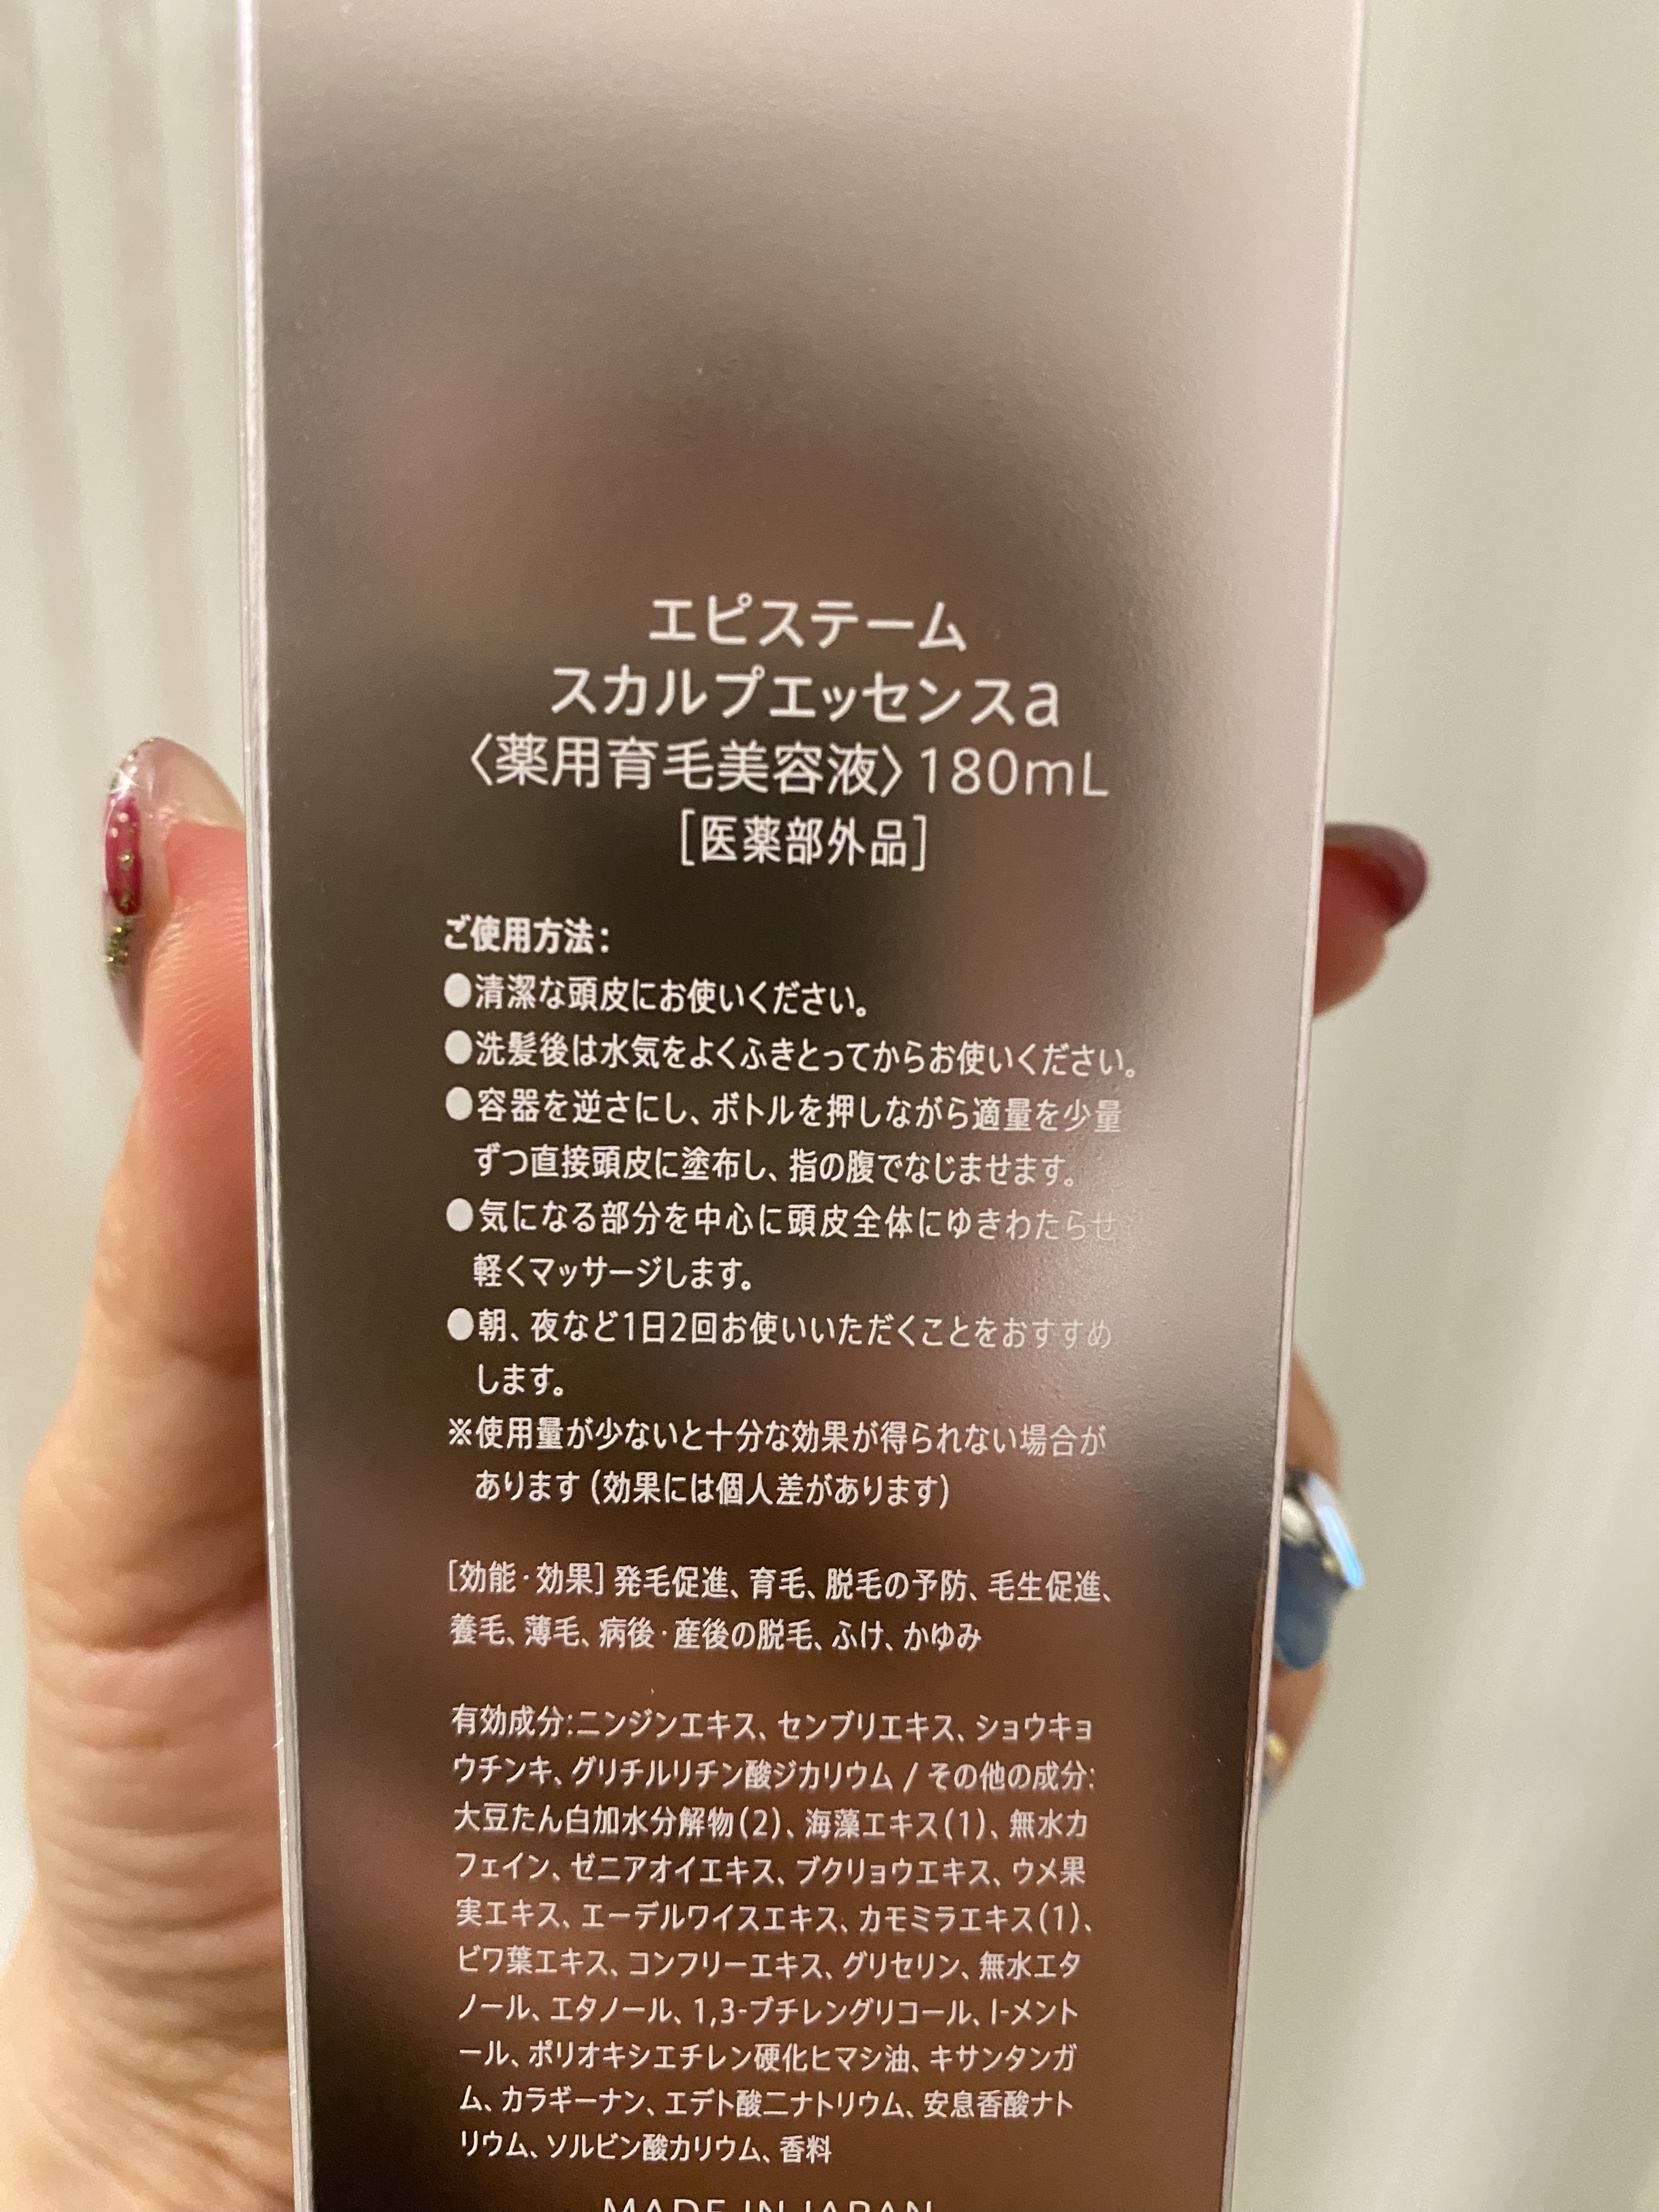 エピステーム
スカルプエッセンスa
〈薬用育毛美容液〉180mL
[医薬部外品]
ご使用方法:
●清潔な頭皮にお使いください。
●洗髪後は水気をよくふきとってからお使いください。
●容器を逆さにし、ボトルを押しながら適量を少量
ずつ直接頭皮に塗布し、指の腹でなじませます。
●気になる部分を中心に頭皮全体にゆきわたらせ
軽くマッサージします。
●朝、夜など1日2回お使いいただくことをおすすめ
します。
※使用量が少ないと十分な効果が得られない場合が
あります(効果には個人差があります)
[効能・効果]発毛促進、育毛、脱毛の予防、毛生促進、
養毛、薄毛、病後・産後の脱毛、ふけ、かゆみ
有効成分:ニンジンエキス、センブリエキス、ショウキョ
ウチンキ、グリチルリチン酸ジカリウム / その他の成分:
大豆たん白加水分解物(2)、海藻エキス(1)、無水カ
フェイン、ゼニアオイエキス、ブクリョウエキス、ウメ果
実エキス、エーデルワイスエキス、カモミラエキス(1)、
ビワ葉エキス、コンフリーエキス、グリセリン、無水エタ
ノール、エタノール、1,3-ブチレングリコール、l-メント
ール、ポリオキシエチレン硬化ヒマシ油、キサンタンガ
ム、カラギーナン、エデト酸二ナトリウム、安息香酸ナト
リウム、ソルビン酸カリウム、香料
MADE IN JAPAN